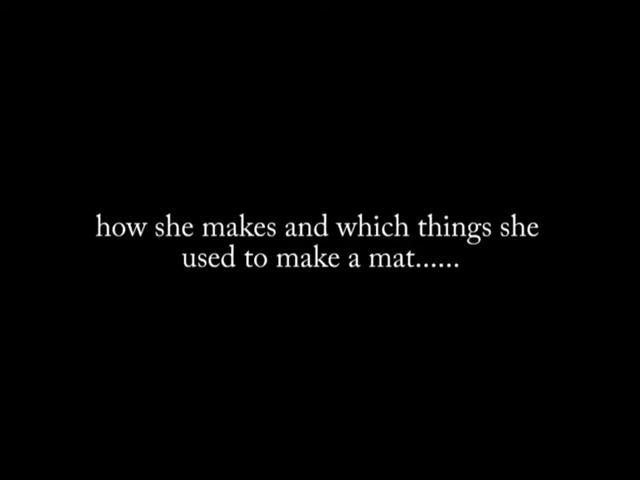 how she makes and which things she
used to make a mat......